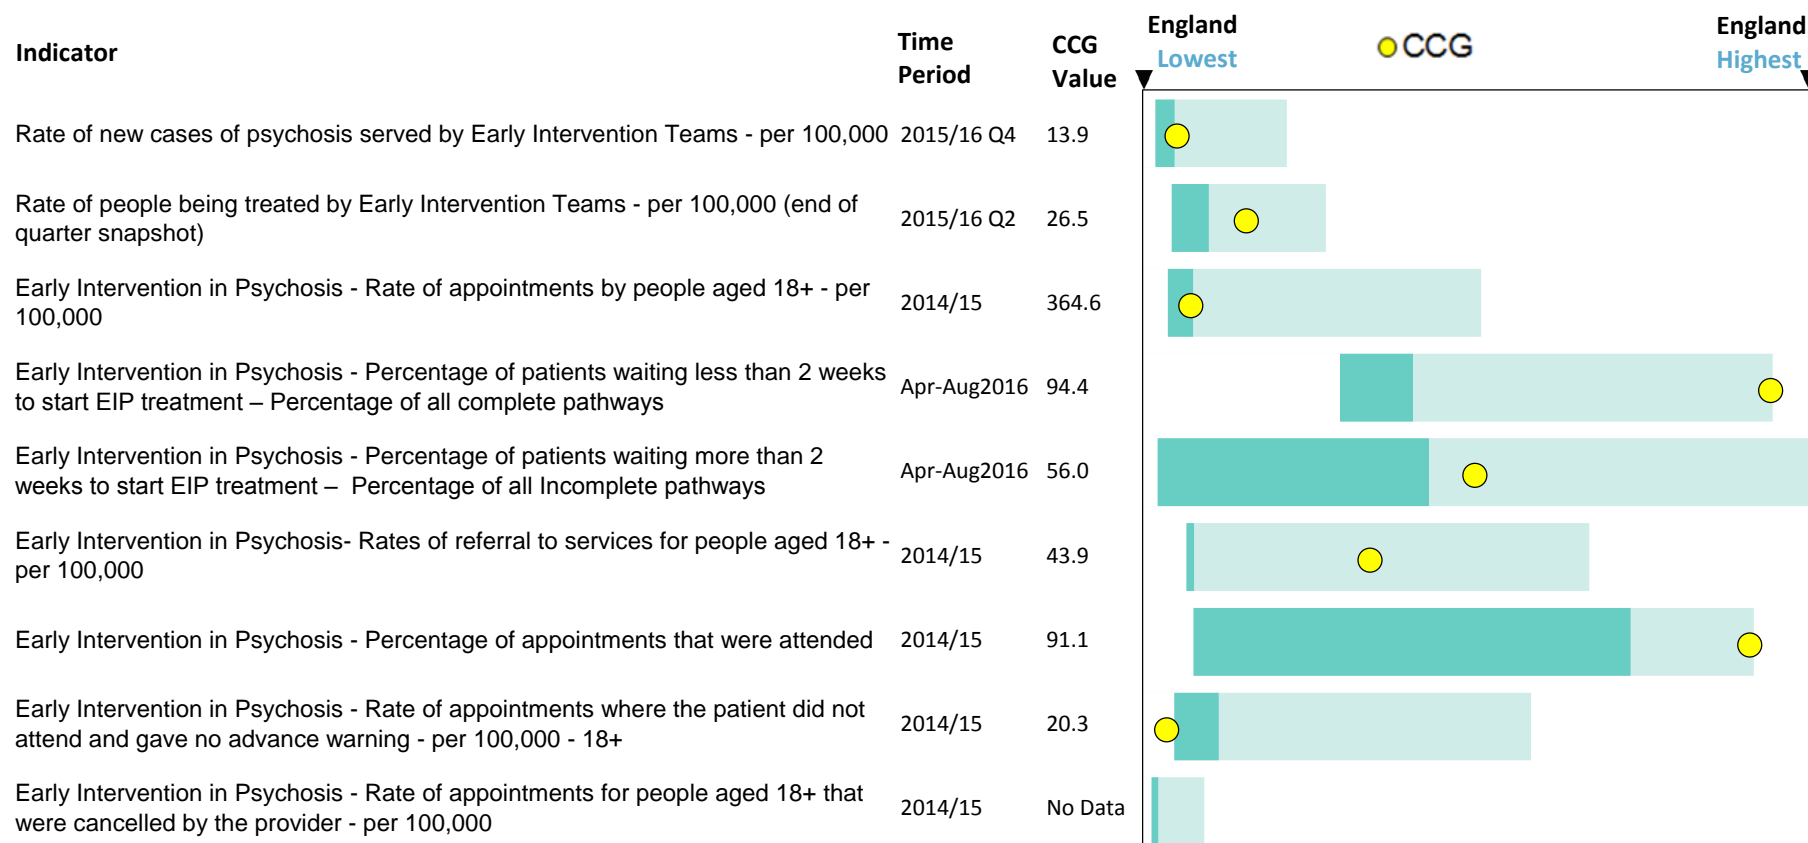 Indicator
Time
Period
CCG
Value
England
Lowest
CCG
England
Highest
Rate of new cases of psychosis served by Early Intervention Teams - per 100,000 2015/16 Q4 13.9
Rate of people being treated by Early Intervention Teams - per 100,000 (end of
quarter snapshot)
2015/16 Q2 26.5
Early Intervention in Psychosis - Rate of appointments by people aged 18+ - per
100,000
2014/15 364.6
Early Intervention in Psychosis - Percentage of patients waiting less than 2 weeks
to start EIP treatment – Percentage of all complete pathways
Apr-Aug2016 94.4
Early Intervention in Psychosis - Percentage of patients waiting more than 2
weeks to start EIP treatment – Percentage of all Incomplete pathways
Apr-Aug2016 56.0
Early Intervention in Psychosis- Rates of referral to services for people aged 18+ -
per 100,000
2014/15 43.9
Early Intervention in Psychosis - Percentage of appointments that were attended 2014/15 91.1
Early Intervention in Psychosis - Rate of appointments where the patient did not
attend and gave no advance warning - per 100,000 - 18+
2014/15 20.3
Early Intervention in Psychosis - Rate of appointments for people aged 18+ that
were cancelled by the provider - per 100,000
2014/15 No Data